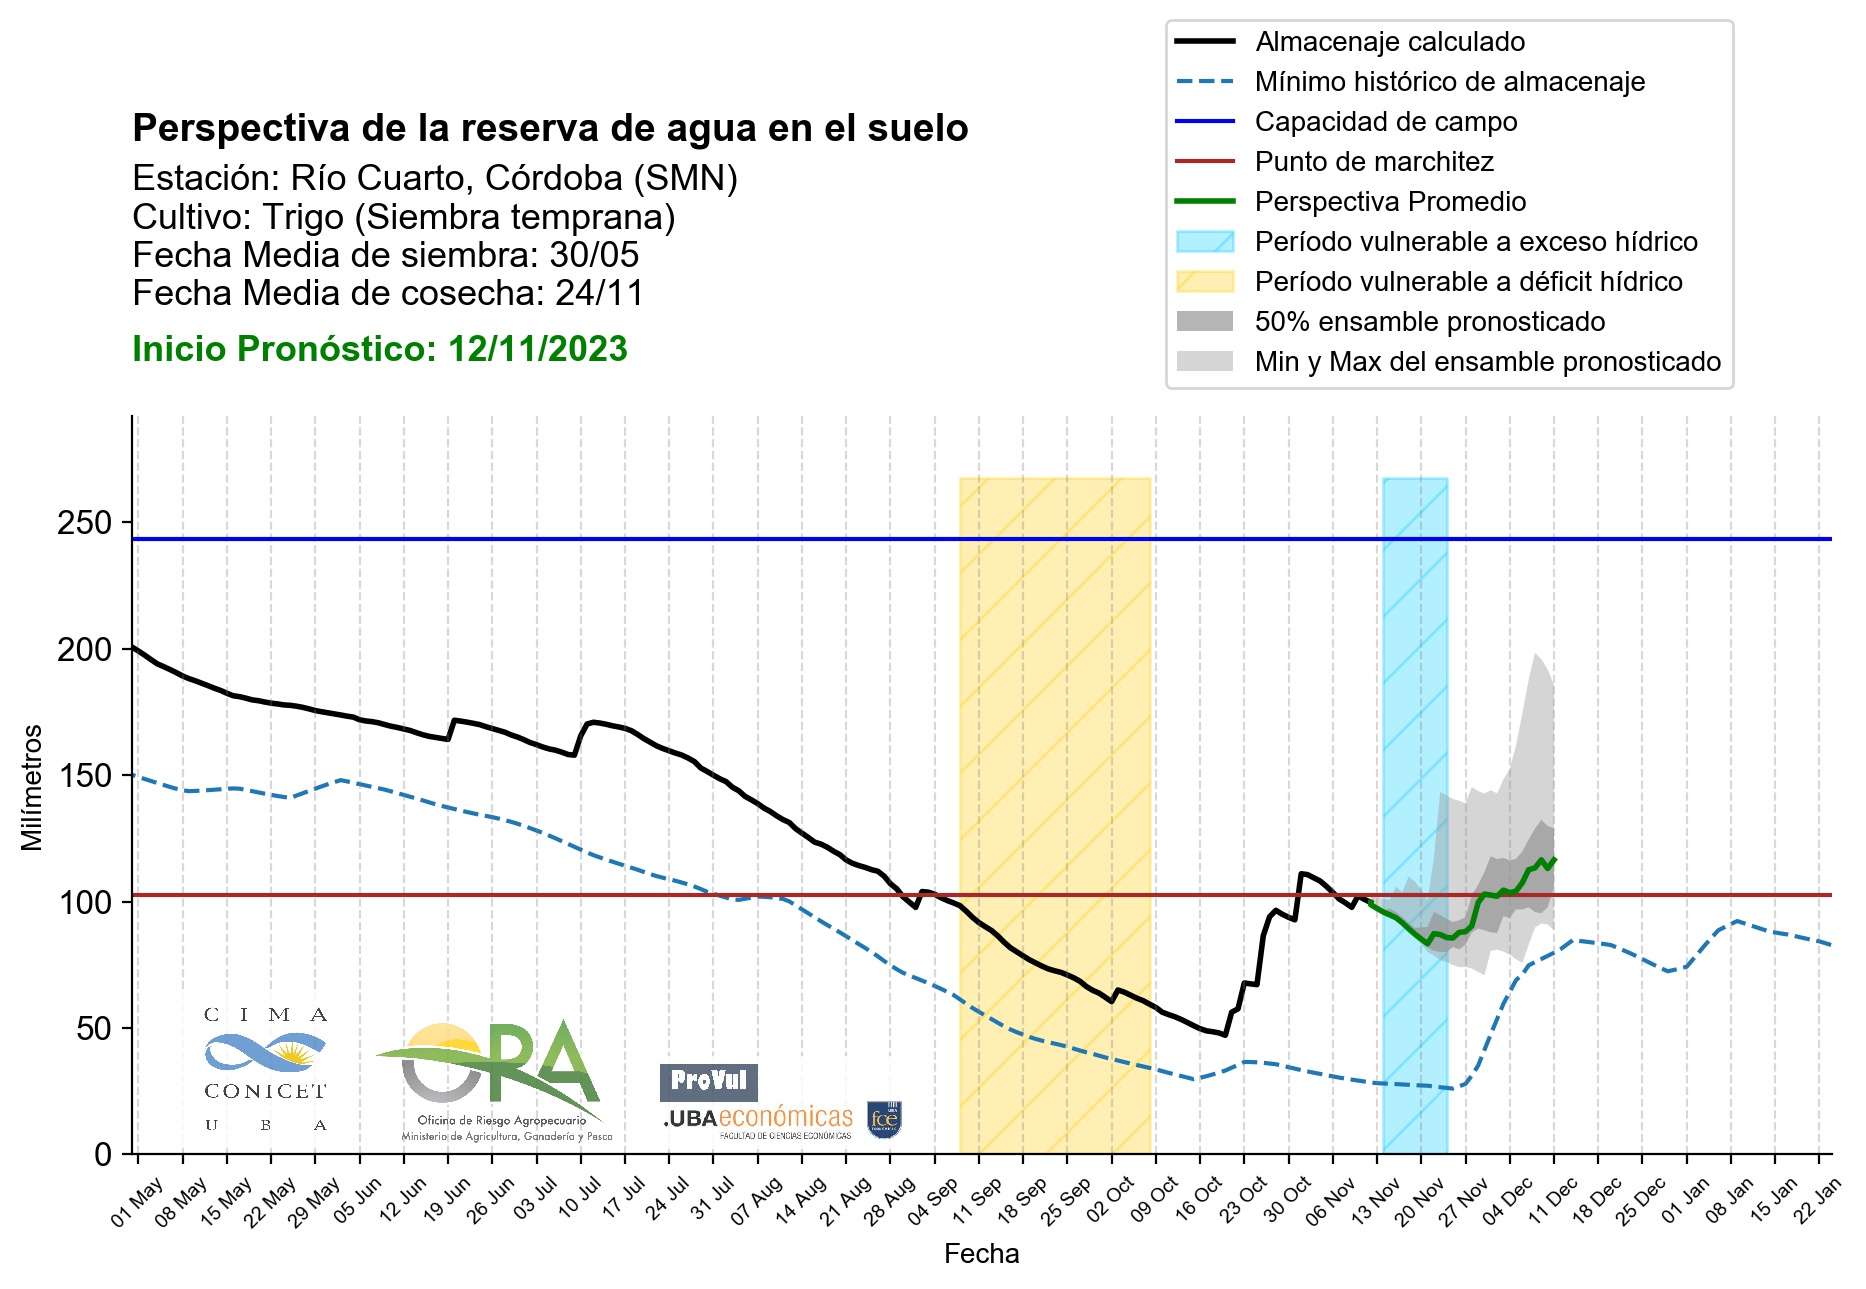 Almacenaje calculado
Mínimo histórico de almacenaje
Capacidad de campo
Punto de marchitez
Perspectiva Promedio
Período vulnerable a exceso hídrico
Período vulnerable a déficit hídrico
50% ensamble pronosticado
Min y Max del ensamble pronosticado
Perspectiva de la reserva de agua en el suelo
Estación: Río Cuarto, Córdoba (SMN)
Cultivo: Trigo (Siembra temprana)
Fecha Media de siembra: 30/05
Fecha Media de cosecha: 24/11
Inicio Pronóstico: 12/11/2023
Milímetros
250
200
150
100
50
0
CIMA
CONICET
UBA
ORA
Oficina de Riesgo Agropecuario
Ministerio de Agricultura, Ganadería y Pesca
ProVul
.UBAeconómicas
FACULTAD DE CIENCIAS ECONÓMICAS
fce
01 May
08 May
15 May
22 May
29 May
05 Jun
12 Jun
19 Jun
26 Jun
03 Jul
10 Jul
17 Jul
24 Jul
31 Jul
07 Aug
14 Aug
21 Aug
28 Aug
04 Sep
11 Sep
18 Sep
25 Sep
02 Oct
09 Oct
16 Oct
23 Oct
30 Oct
06 Nov
13 Nov
20 Nov
27 Nov
04 Dec
11 Dec
18 Dec
25 Dec
01 Jan
08 Jan
15 Jan
22 Jan
Fecha